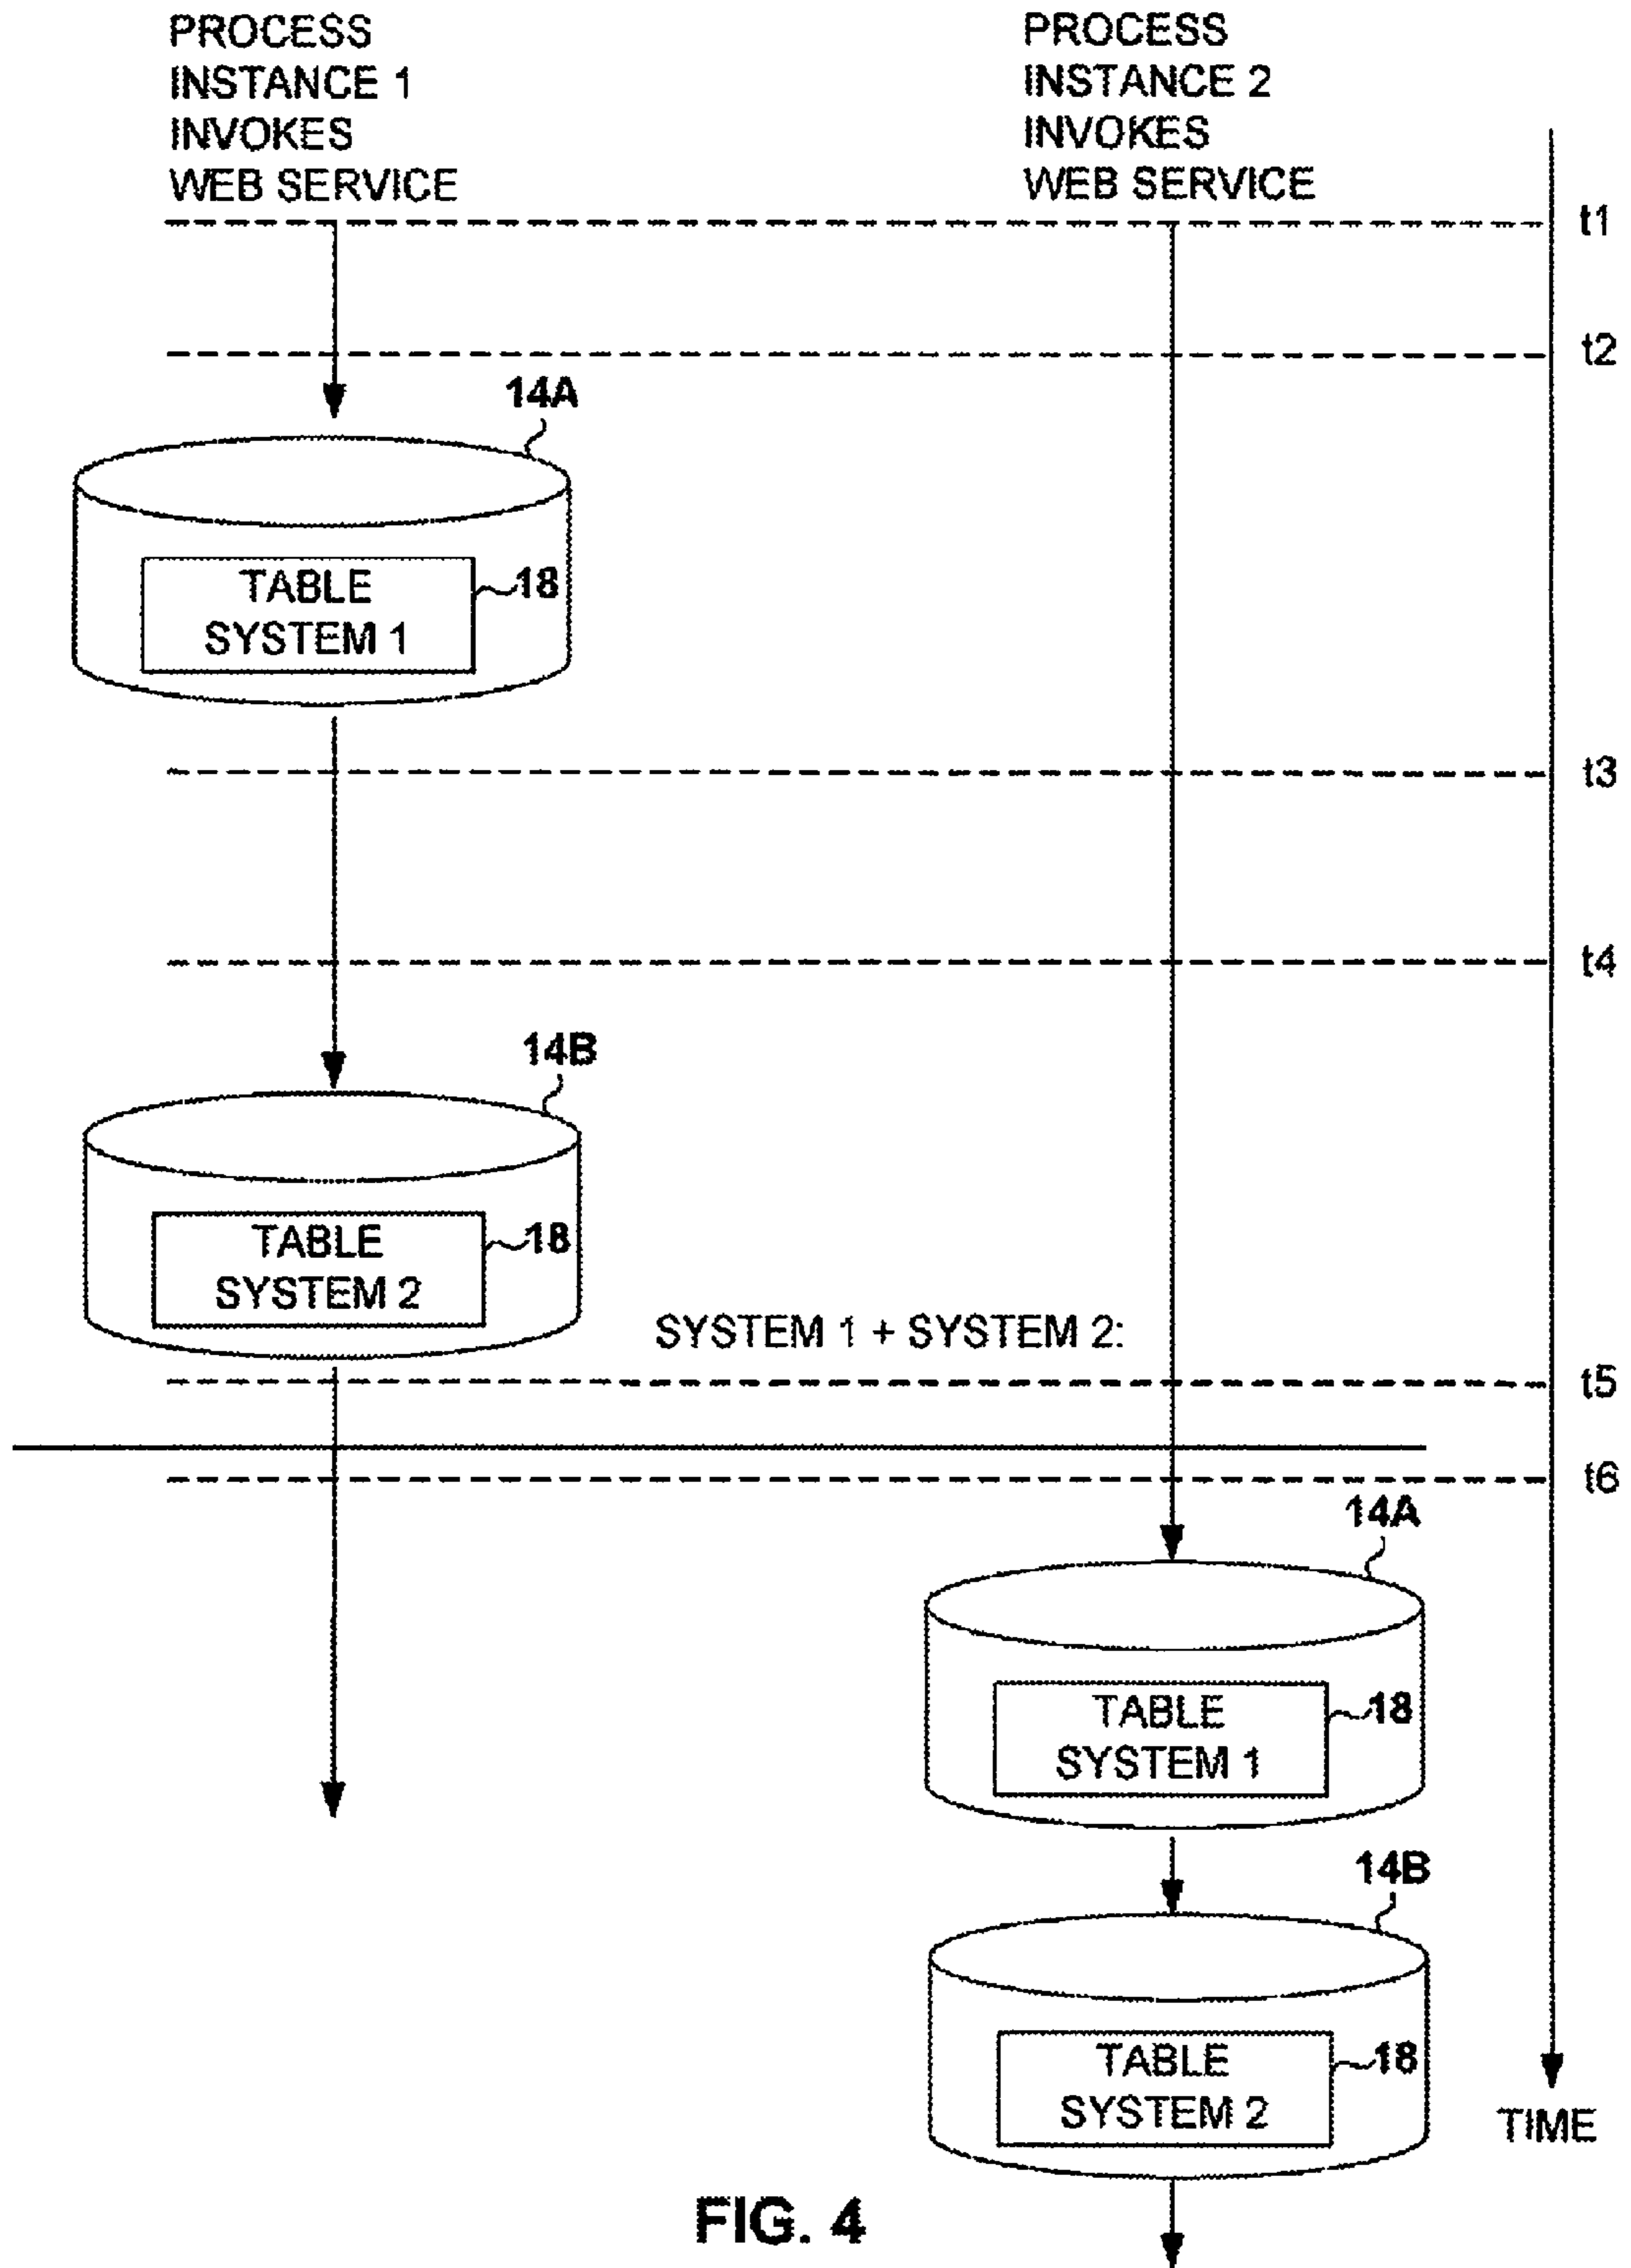 PROCESS
INSTANCE 1
INVOKES
WEB SERVICE
PROCESS
INSTANCE 2
INVOKES
WEB SERVICE
t1
t2
14A
TABLE
SYSTEM 1
18
t3
t4
14B
TABLE
SYSTEM 2
18
SYSTEM 1 + SYSTEM 2:
t5
t6
14A
TABLE
SYSTEM 1
18
14B
TABLE
SYSTEM 2
18
TIME
FIG. 4